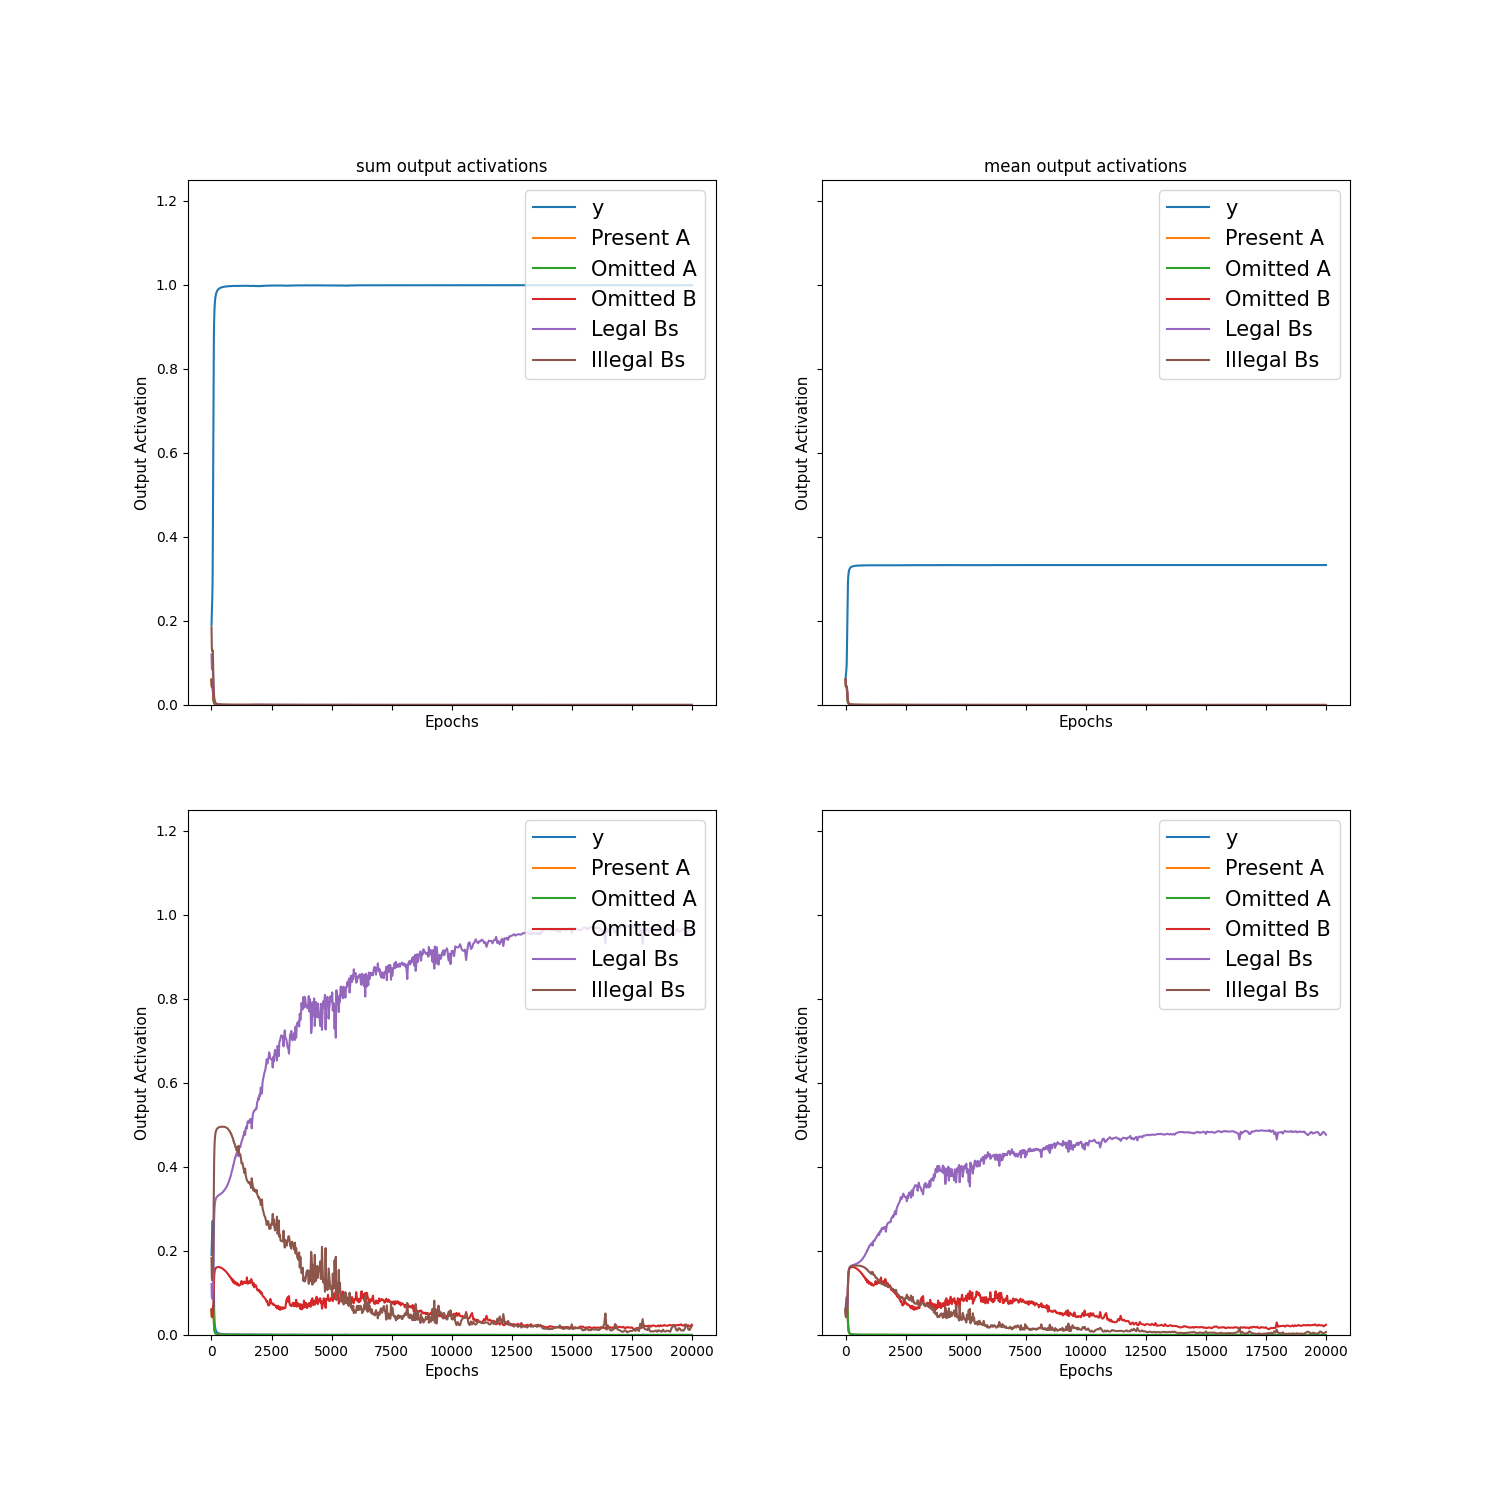 sum output activations
mean output activations
1.2
1.0
0.8
0.6
0.4
0.2
0.0
Output Activation
y
Present A
Omitted A
Omitted B
Legal Bs
Illegal Bs
Epochs
Output Activation
y
Present A
Omitted A
Omitted B
Legal Bs
Illegal Bs
Epochs
1.2
1.0
0.8
0.6
0.4
0.2
0.0
Output Activation
y
Present A
Omitted A
Omitted B
Legal Bs
Illegal Bs
0 2500 5000 7500 10000 12500 15000 17500 20000
Epochs
Output Activation
y
Present A
Omitted A
Omitted B
Legal Bs
Illegal Bs
0 2500 5000 7500 10000 12500 15000 17500 20000
Epochs